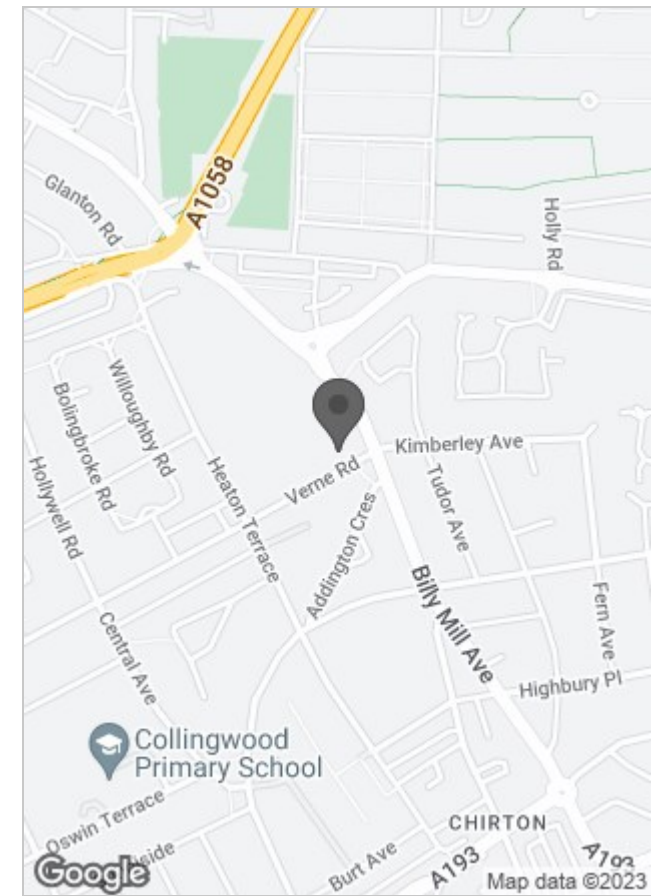 A1058
Glanton Rd
Holly Rd
Willoughby Rd
Bolingbroke Rd
Hollywell Rd
Heaton Terrace
Verne Rd
Kimberley Ave
Tudor Ave
Addington Cres
Billy Mill Ave
Fern Ave
Central Ave
Highbury Pl
Collingwood
Primary School
Oswin Terrace
CHIRTON
Burt Ave
A193
A193
Google
Map data ©2023